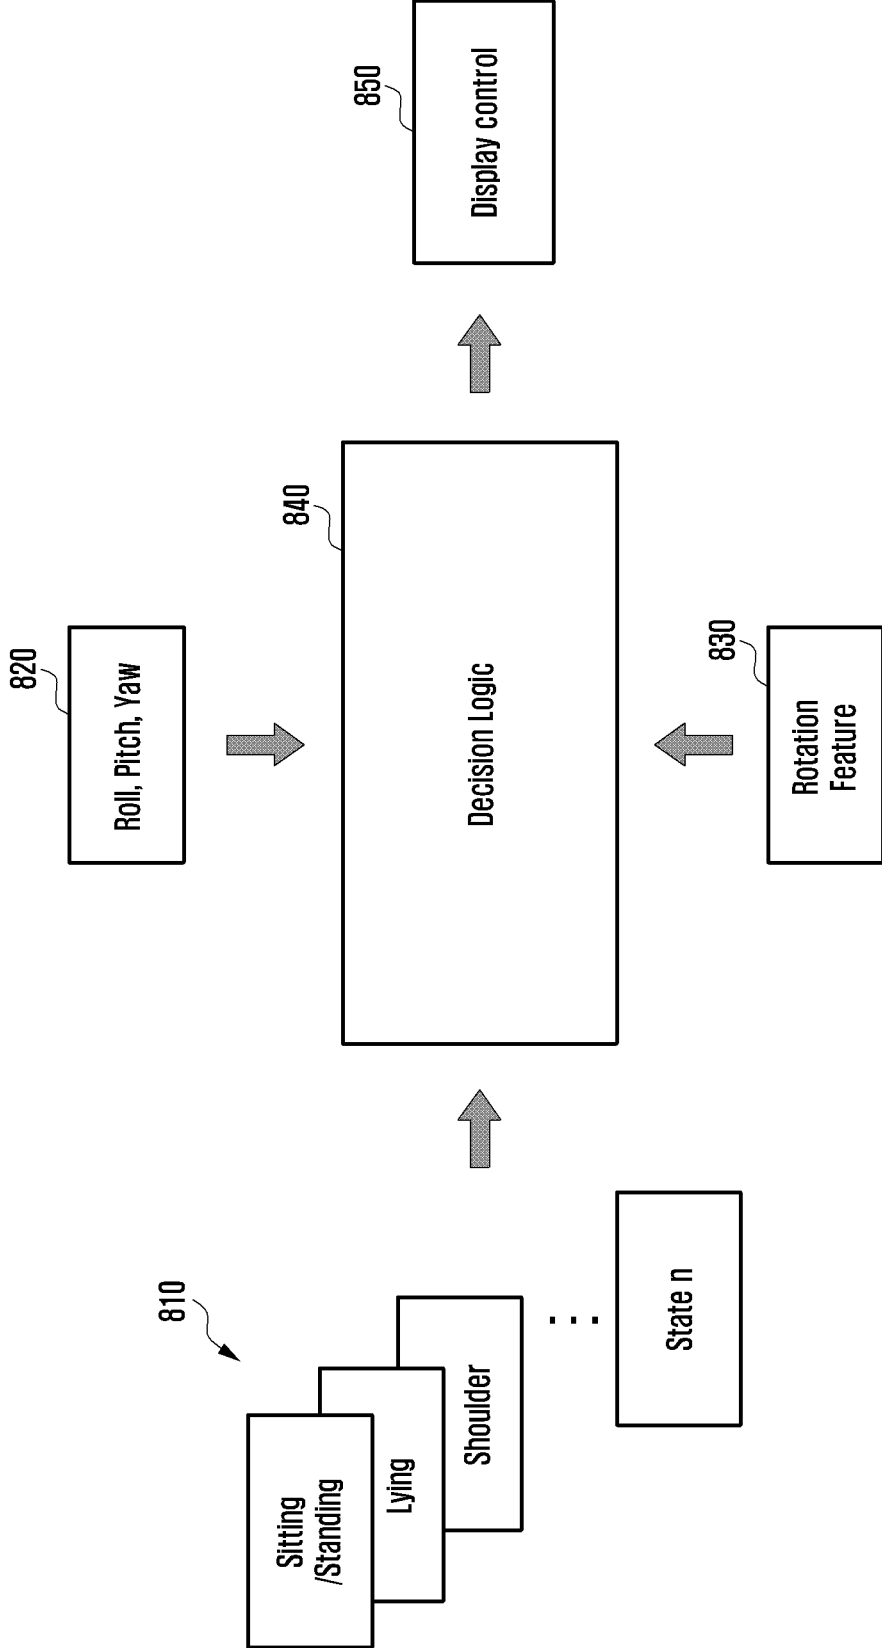 810
Sitting
/Standing
Lying
Shoulder
...
State n
820
Roll, Pitch, Yaw
840
Decision Logic
830
Rotation
Feature
850
Display control